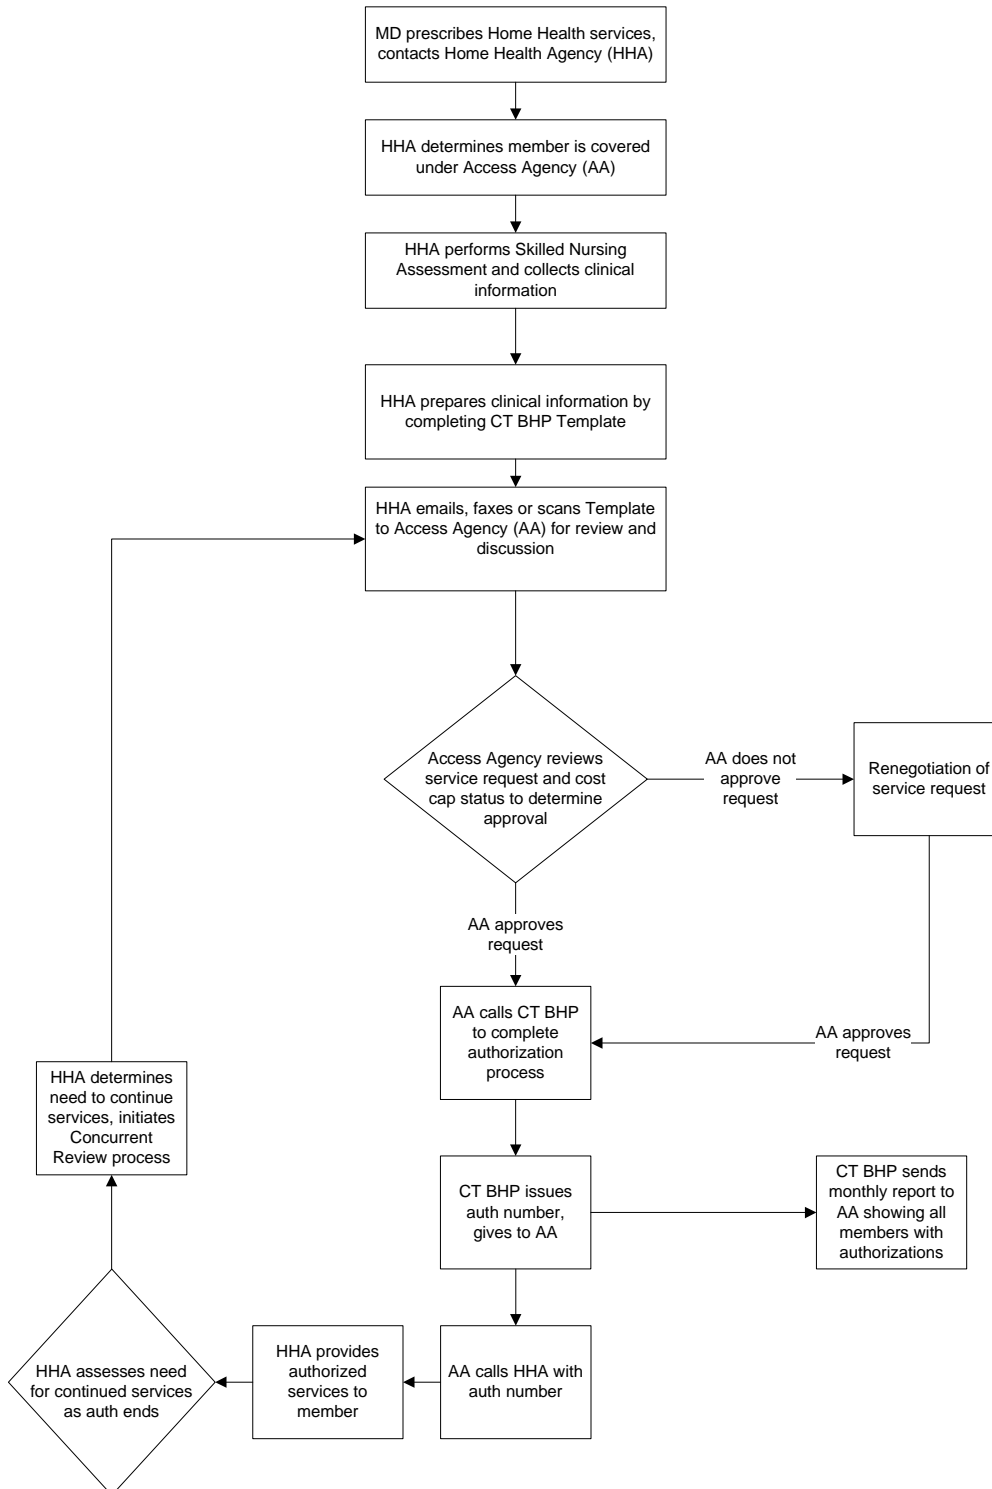 MD prescribes Home Health services,
contacts Home Health Agency (HHA)
HHA determines member is covered
under Access Agency (AA)
HHA performs Skilled Nursing
Assessment and collects clinical
information
HHA prepares clinical information by
completing CT BHP Template
HHA emails, faxes or scans Template
to Access Agency (AA) for review and
discussion
Access Agency reviews
service request and cost
cap status to determine
approval
AA does not
approve
request
Renegotiation of
service request
AA approves
request
AA calls CT BHP
to complete
authorization
process
AA approves
request
HHA determines
need to continue
services, initiates
Concurrent
Review process
CT BHP issues
auth number,
gives to AA
CT BHP sends
monthly report to
AA showing all
members with
authorizations
HHA assesses need
for continued services
as auth ends
HHA provides
authorized
services to
member
AA calls HHA with
auth number